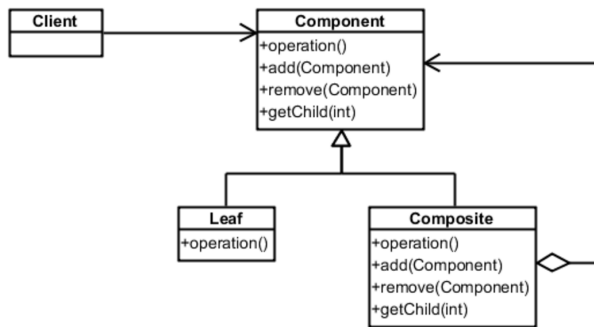 Client
Component
+operation()
+add(Component)
+remove(Component)
+getChild(int)
Leaf
+operation()
Composite
+operation()
+add(Component)
+remove(Component)
+getChild(int)